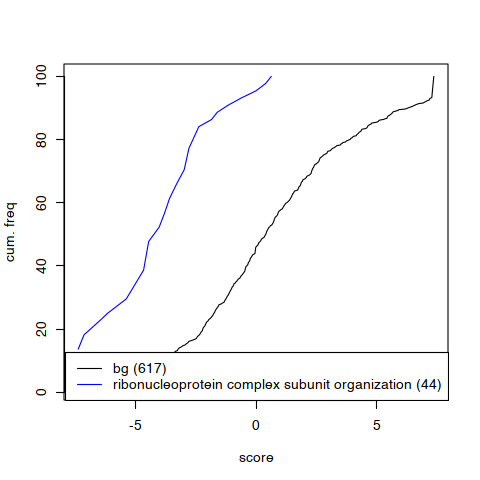 100
80
60
40
20
0
cum. freq
bg (617)
ribonucleoprotein complex subunit organization (44)
-5 0 5
score